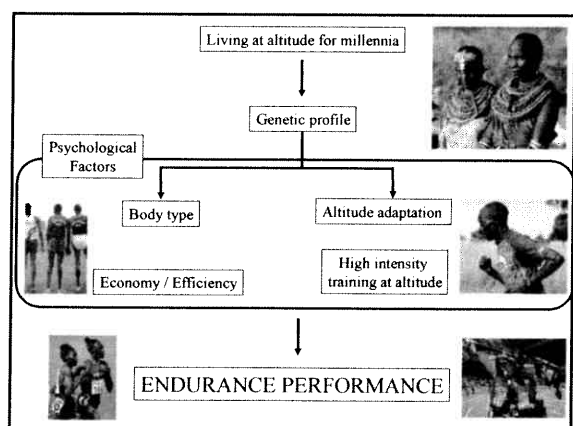 Living at altitude for millennia
Genetic profile
Psychological
Factors
Body type
Altitude adaptation
Economy / Efficiency
High intensity
training at altitude
ENDURANCE PERFORMANCE